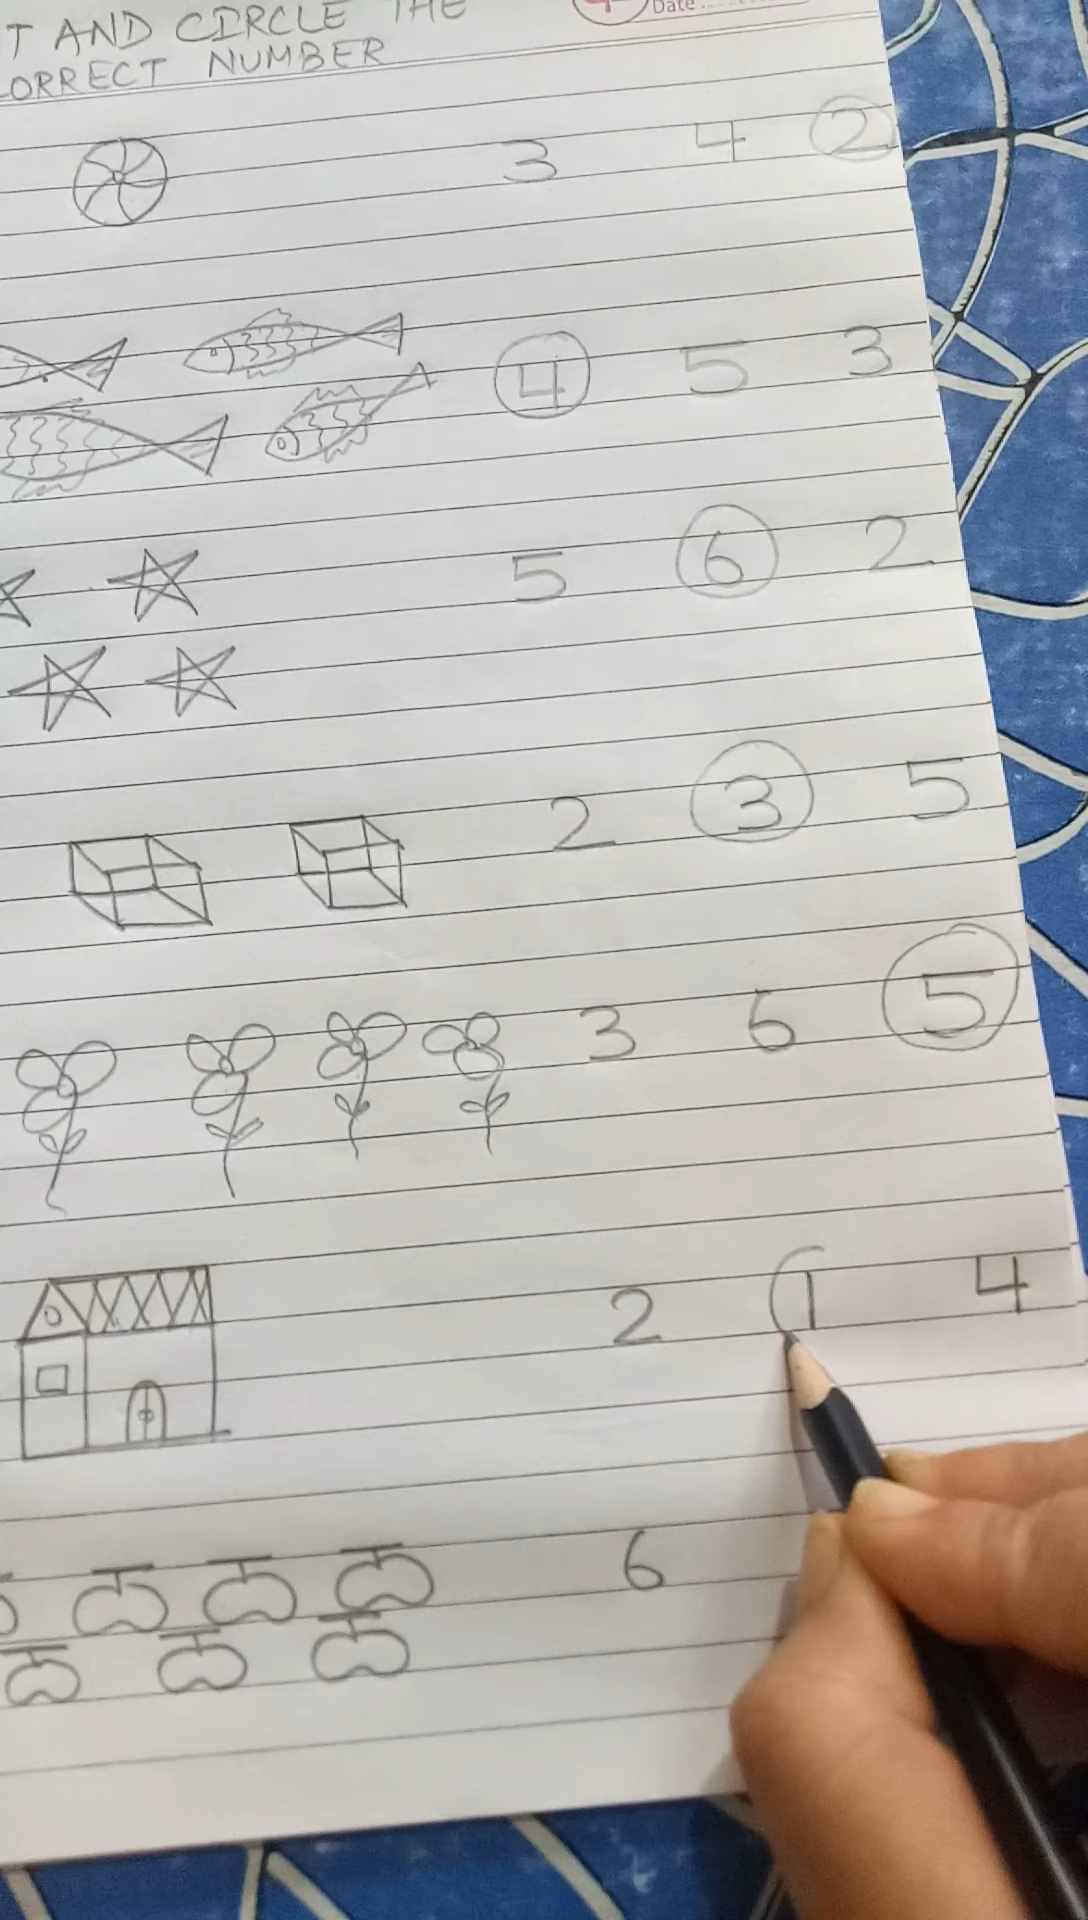 T AND CIRCLE THE
CORRECT NUMBER
Date
3 4 2
4 5 3
5 6 2
2 3 5
3 6 5
2 1 4
6